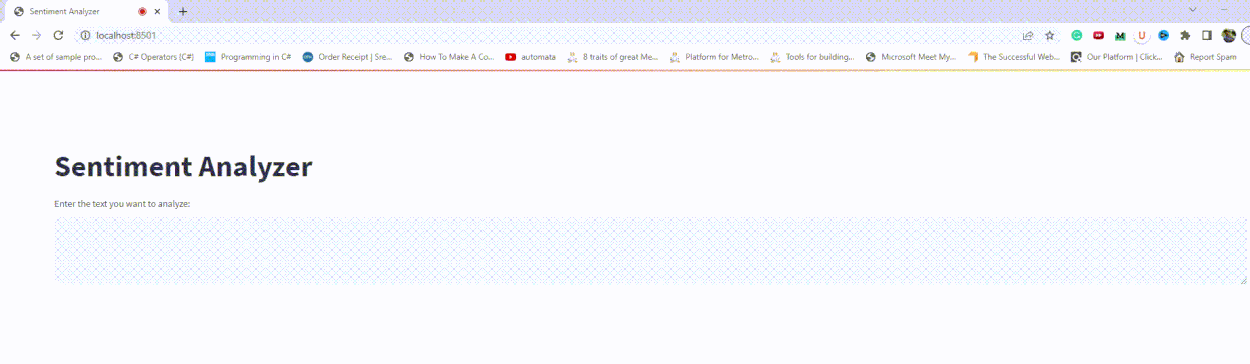 Sentiment Analyzer
localhost:8501
A set of sample pro... C# Operators (C#) Programming in C# Order Receipt | Sre... How To Make A Co... automata 8 traits of great Me... Platform for Metro... Tools for building... Microsoft Meet My... The Successful Web... Our Platform | Click... Report Spam
Sentiment Analyzer
Enter the text you want to analyze: